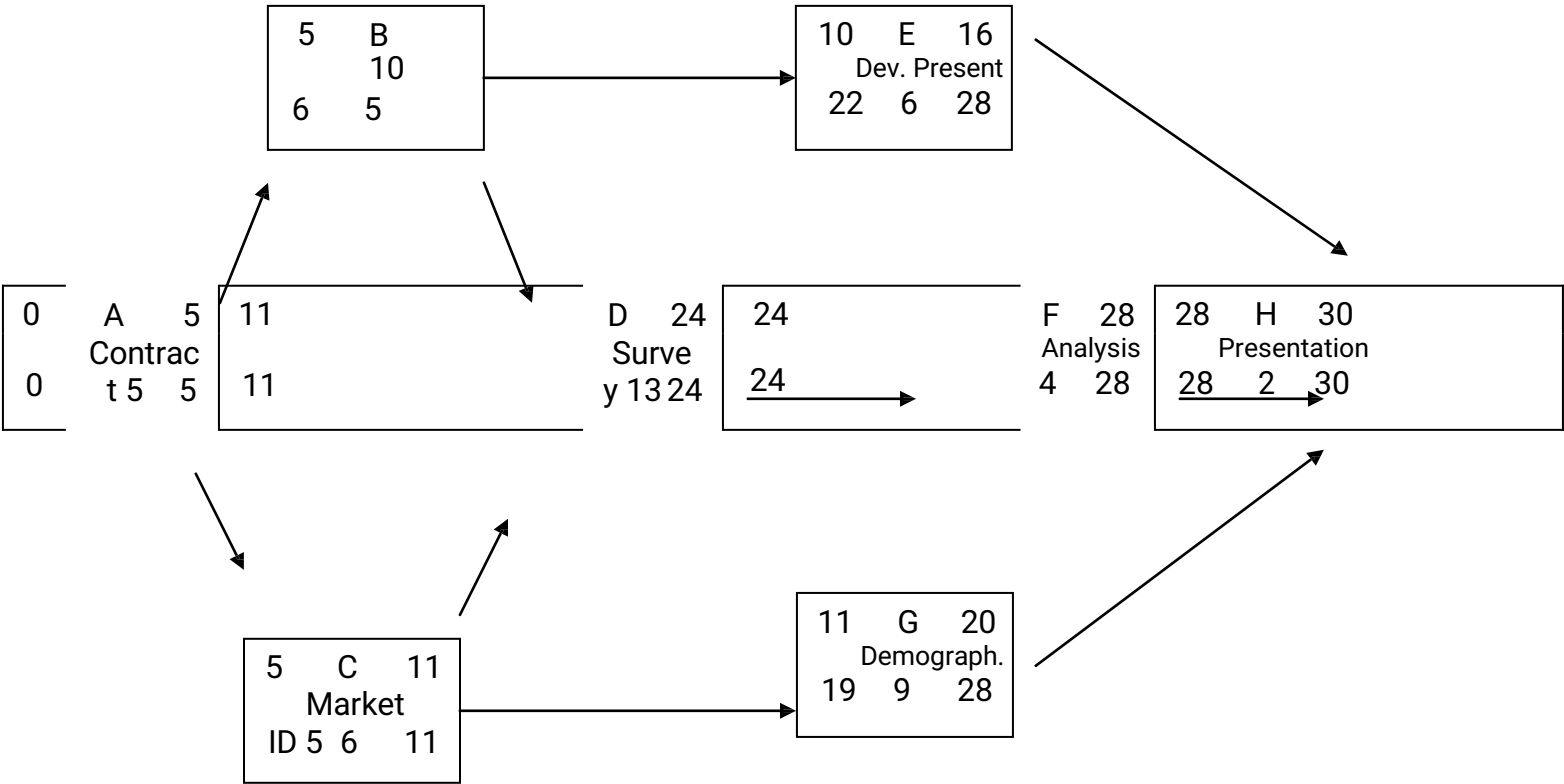 5 B
10
6 5
10 E 16
Dev. Present
22 6 28
0 A 5
Contrac
0 t 5 5
11
11
D 24
Surve
y 13 24
24
24
F 28
Analysis
4 28
28 H 30
Presentation
28 2 30
5 C 11
Market
ID 5 6 11
11 G 20
Demograph.
19 9 28